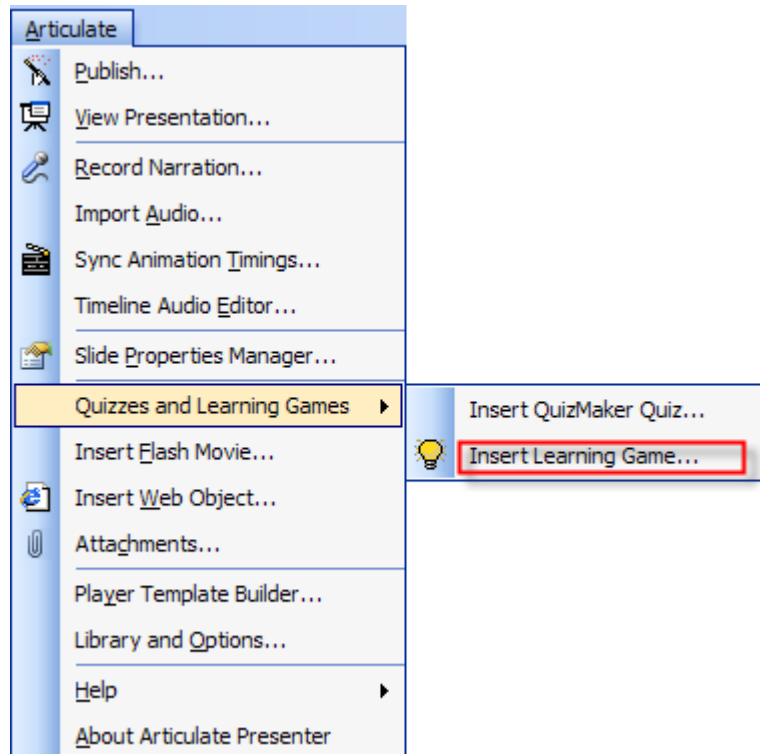 Articulate
Publish...
View Presentation...
Record Narration...
Import Audio...
Sync Animation Timings...
Timeline Audio Editor...
Slide Properties Manager...
Quizzes and Learning Games
Insert QuizMaker Quiz...
Insert Learning Game...
Insert Flash Movie...
Insert Web Object...
Attachments...
Player Template Builder...
Library and Options...
Help
About Articulate Presenter